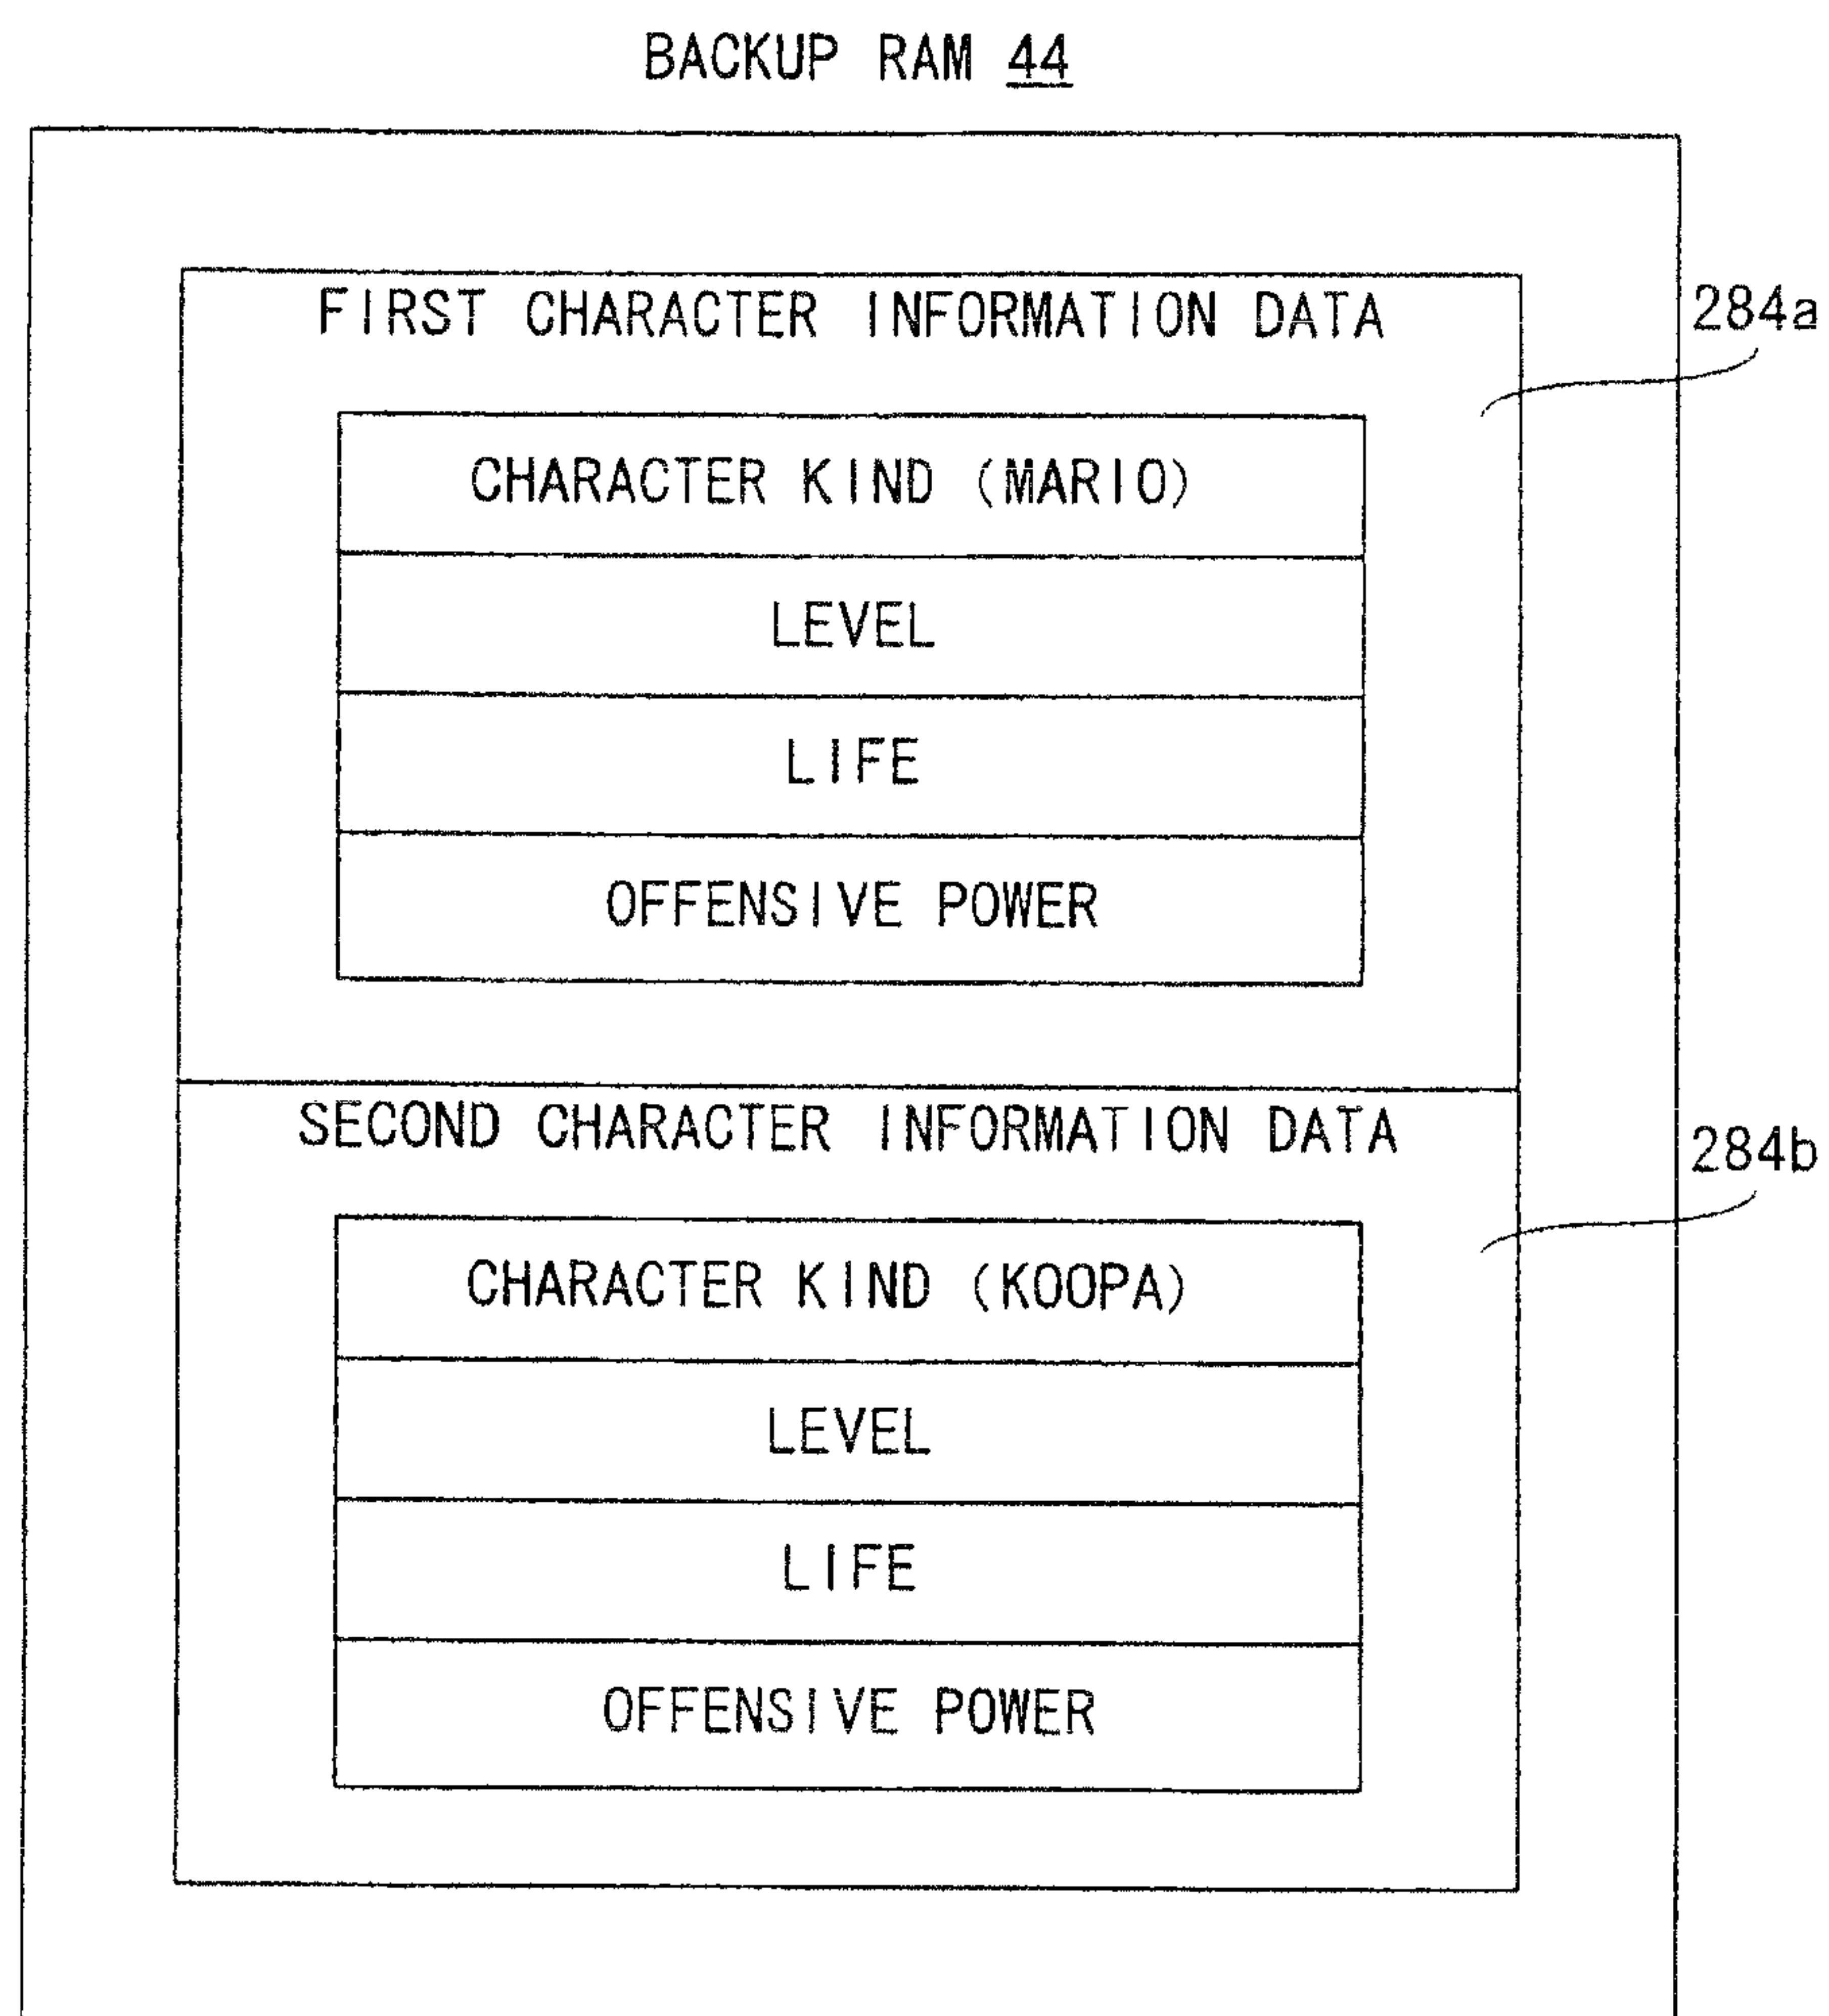 BACKUP RAM 44
FIRST CHARACTER INFORMATION DATA
284a
CHARACTER KIND (MARIO)
LEVEL
LIFE
OFFENSIVE POWER
SECOND CHARACTER INFORMATION DATA
284b
CHARACTER KIND (KOOPA)
LEVEL
LIFE
OFFENSIVE POWER